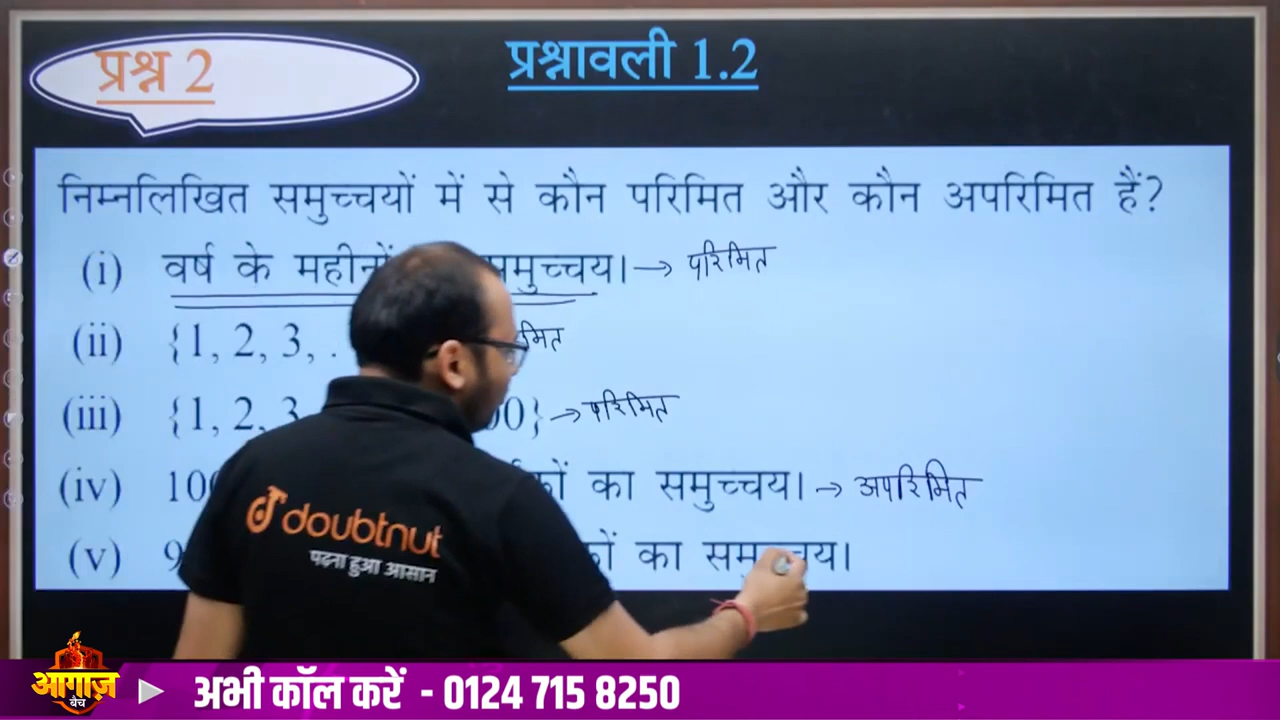 प्रश्न 2
प्रश्नावली 1.2
निम्नलिखित समुच्चयों में से कौन परिमित और कौन अपरिमित हैं?
(i) वर्ष के महीनों समुच्चय। → परिमित
(ii) {1, 2, 3, .
(iii) {1, 2, 3 00} → परिमित
(iv) 100 का समुच्चय। → अपरिमित
(v) 9 का समुच्चय।
doubtnut
पढ़ना हुआ आसान
आगाज़
बैच
अभी कॉल करें - 0124 715 8250